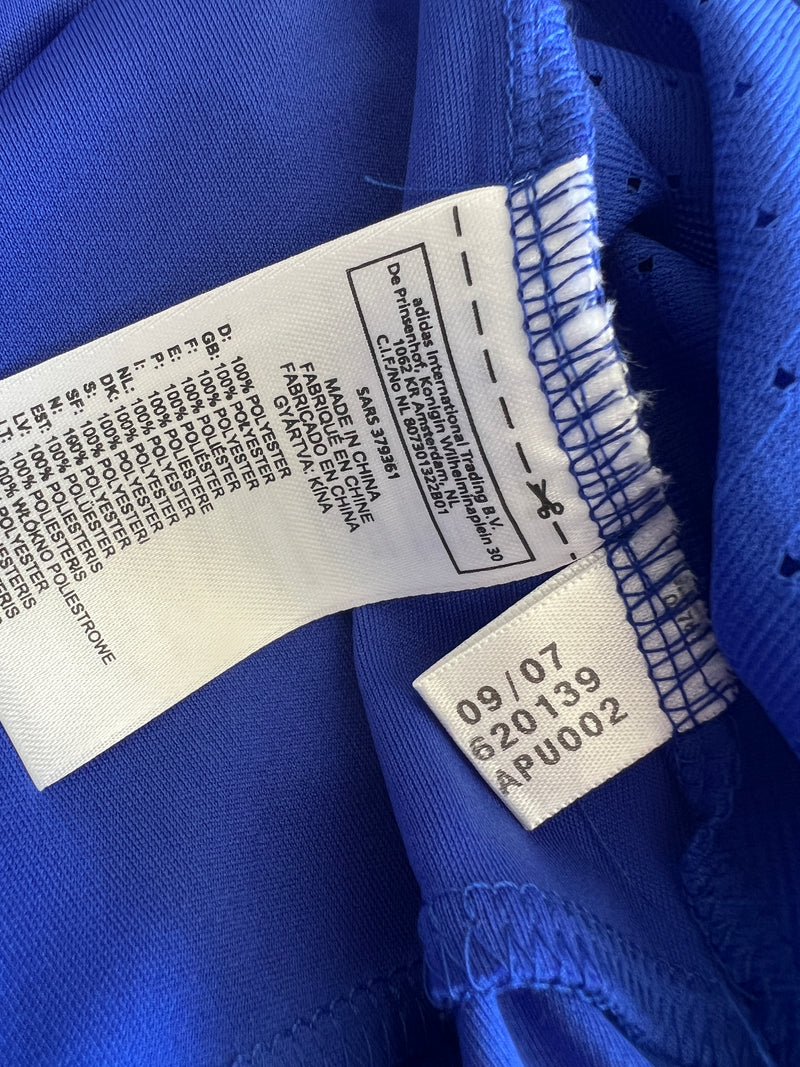 adidas International Trading B.V.
De Prinsenhof, Konigin Wilhelminaplein 30
1062 KR Amsterdam, NL
C.I.F/No NL 807301322B01
SARS 379361
MADE IN CHINA
FABRIQUÉ EN CHINE
FABRICADO EN CHINA
GYÁRTVA: KÍNA
D: 100% POLYESTER
GB: 100% POLYESTER
F: 100% POLYESTER
E: 100% POLIÉSTER
P: 100% POLIÉSTER
I: 100% POLIESTERE
NL: 100% POLYESTER
DK: 100% POLYESTER
S: 100% POLYESTER
N: 100% POLYESTER
SF: 100% POLYESTERI
EST: 100% POLÜESTER
LV: 100% POLIESTERIS
LT: 100% POLIESTERIS
100% WŁÓKNO POLIESTROWE
POLYESTER
09/07
620139
APU002